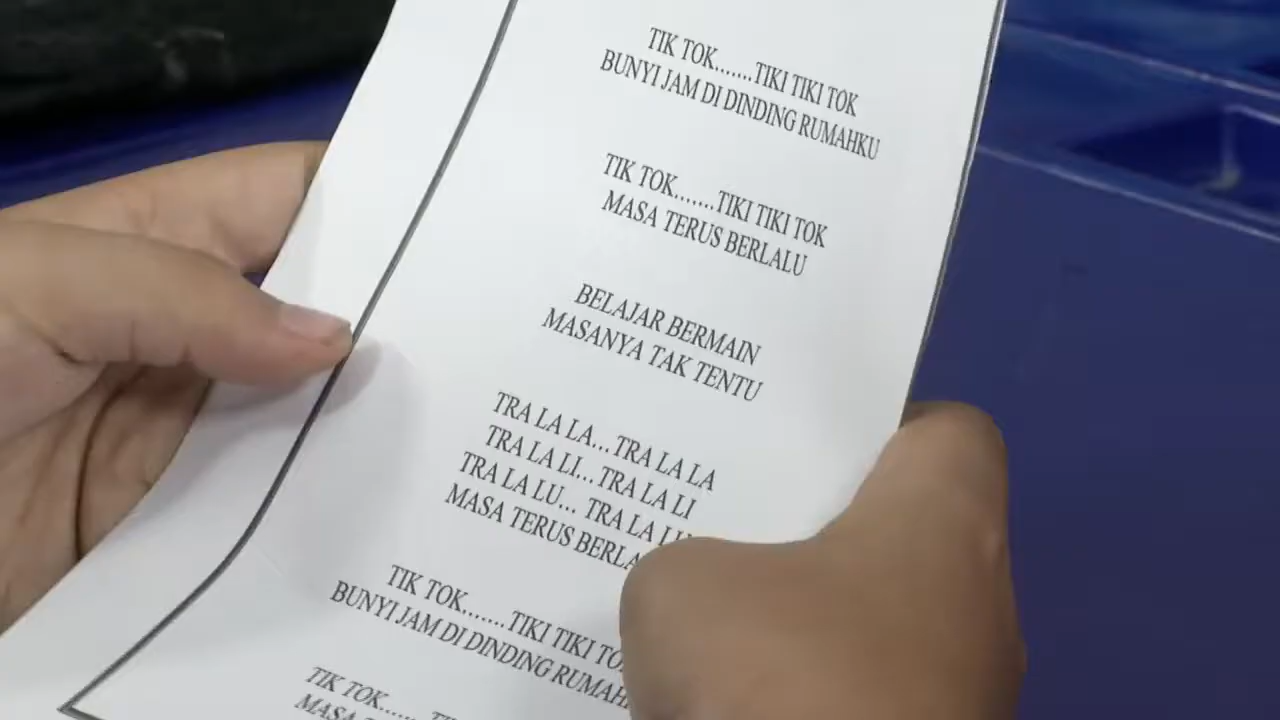 TIK TOK.......TIKI TIKI TOK
BUNYI JAM DI DINDING RUMAHKU
TIK TOK.......TIKI TIKI TOK
MASA TERUS BERLALU
BELAJAR BERMAIN
MASANYA TAK TENTU
TRA LA LA... TRA LA LA
TRA LA LI... TRA LA LI
TRA LA LU... TRA LA
MASA TERUS
TIK TOK....... TIKI TIKI
BUNYI JAM DI DINDING
TIK TOK.......
MASA